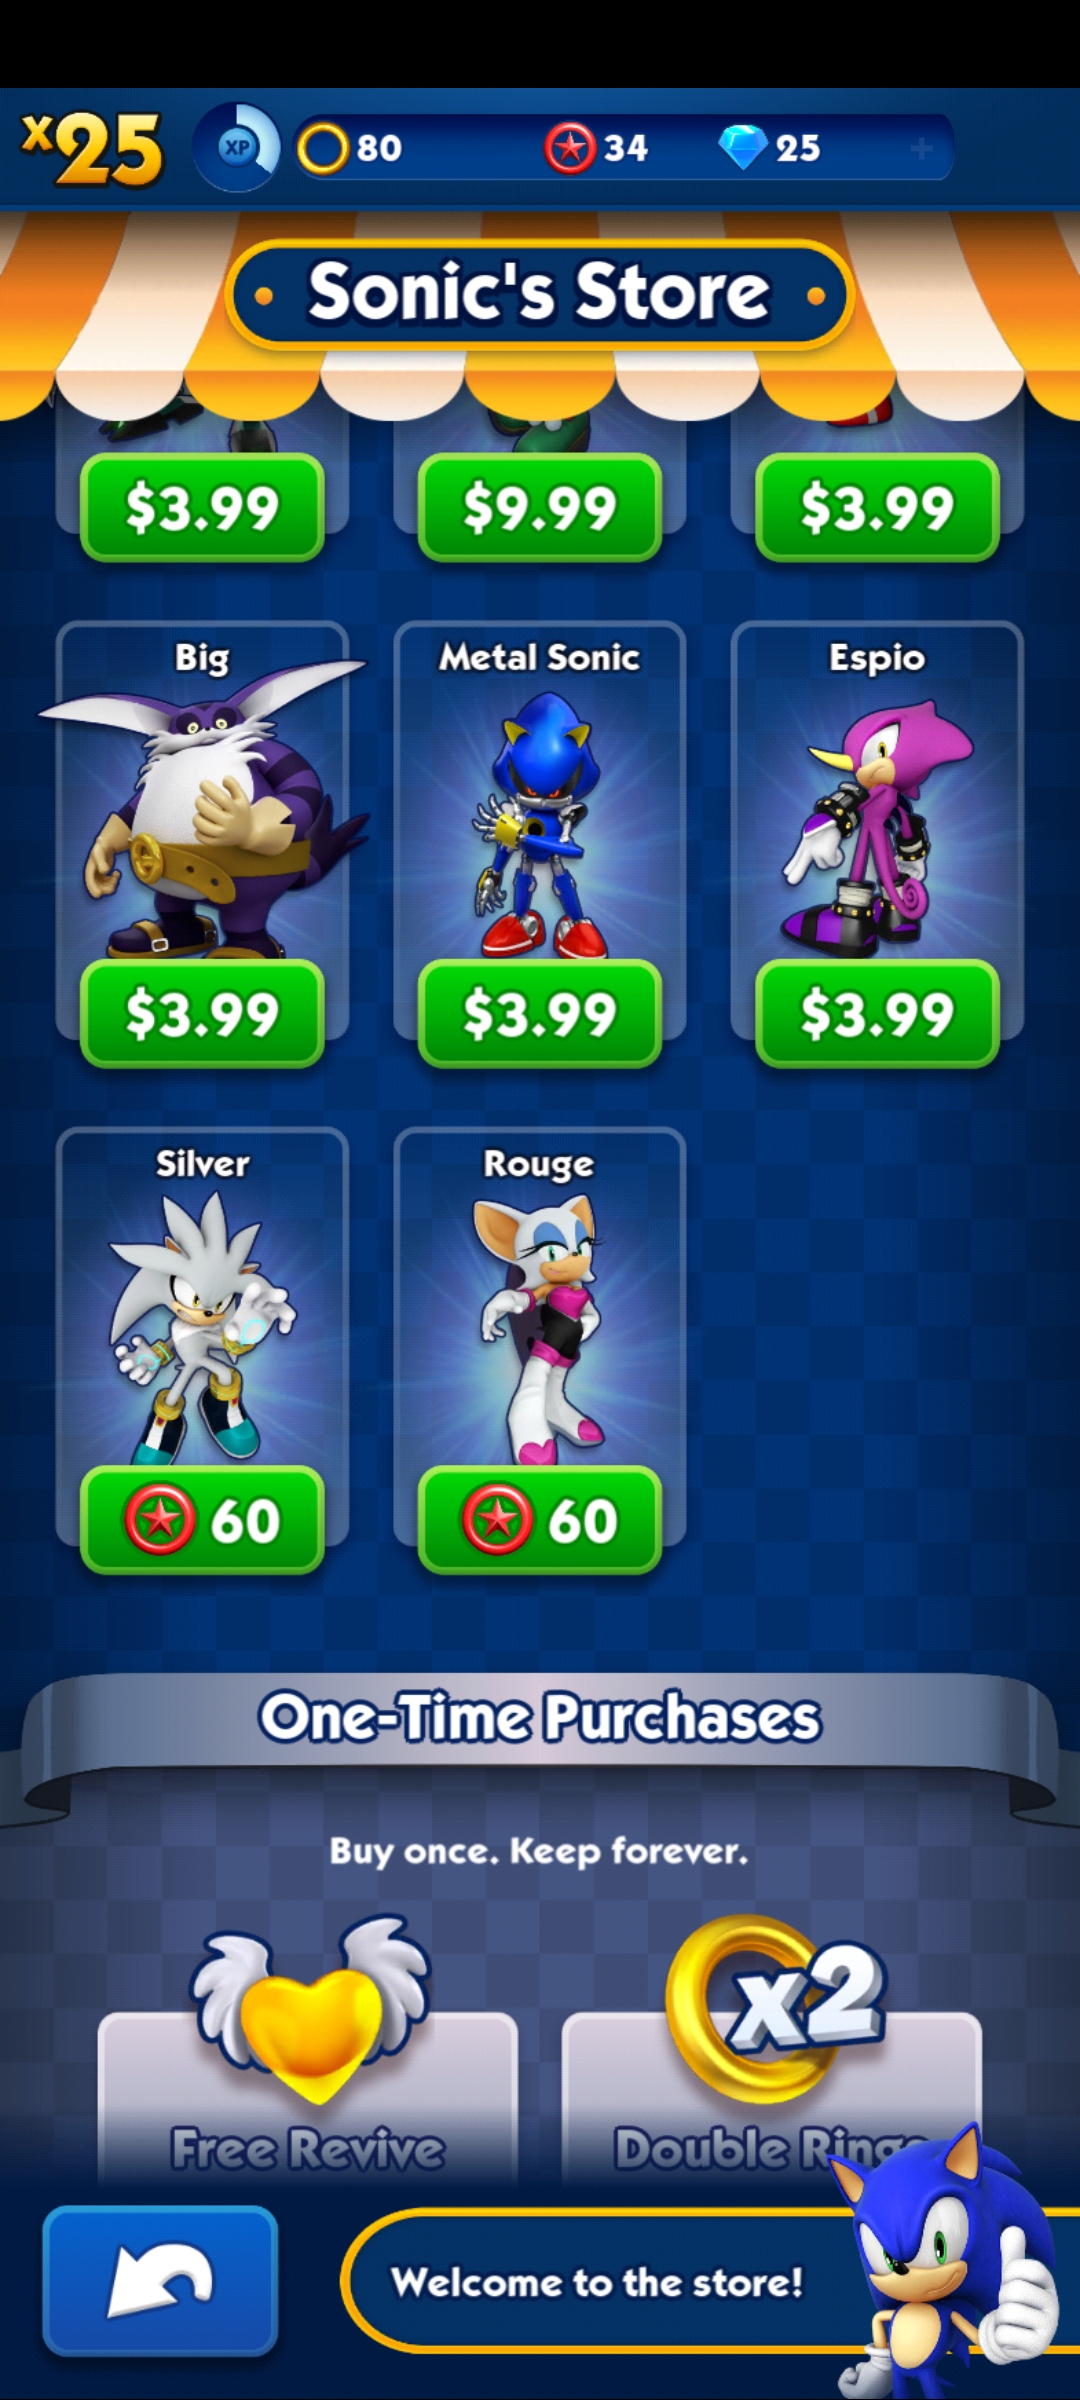 x25 XP 80 34 25 +
Sonic's Store
$3.99 $9.99 $3.99
Big Metal Sonic Espio
$3.99 $3.99 $3.99
Silver Rouge
60 60
One-Time Purchases
Buy once. Keep forever.
x2
Free Revive Double Rings
Welcome to the store!